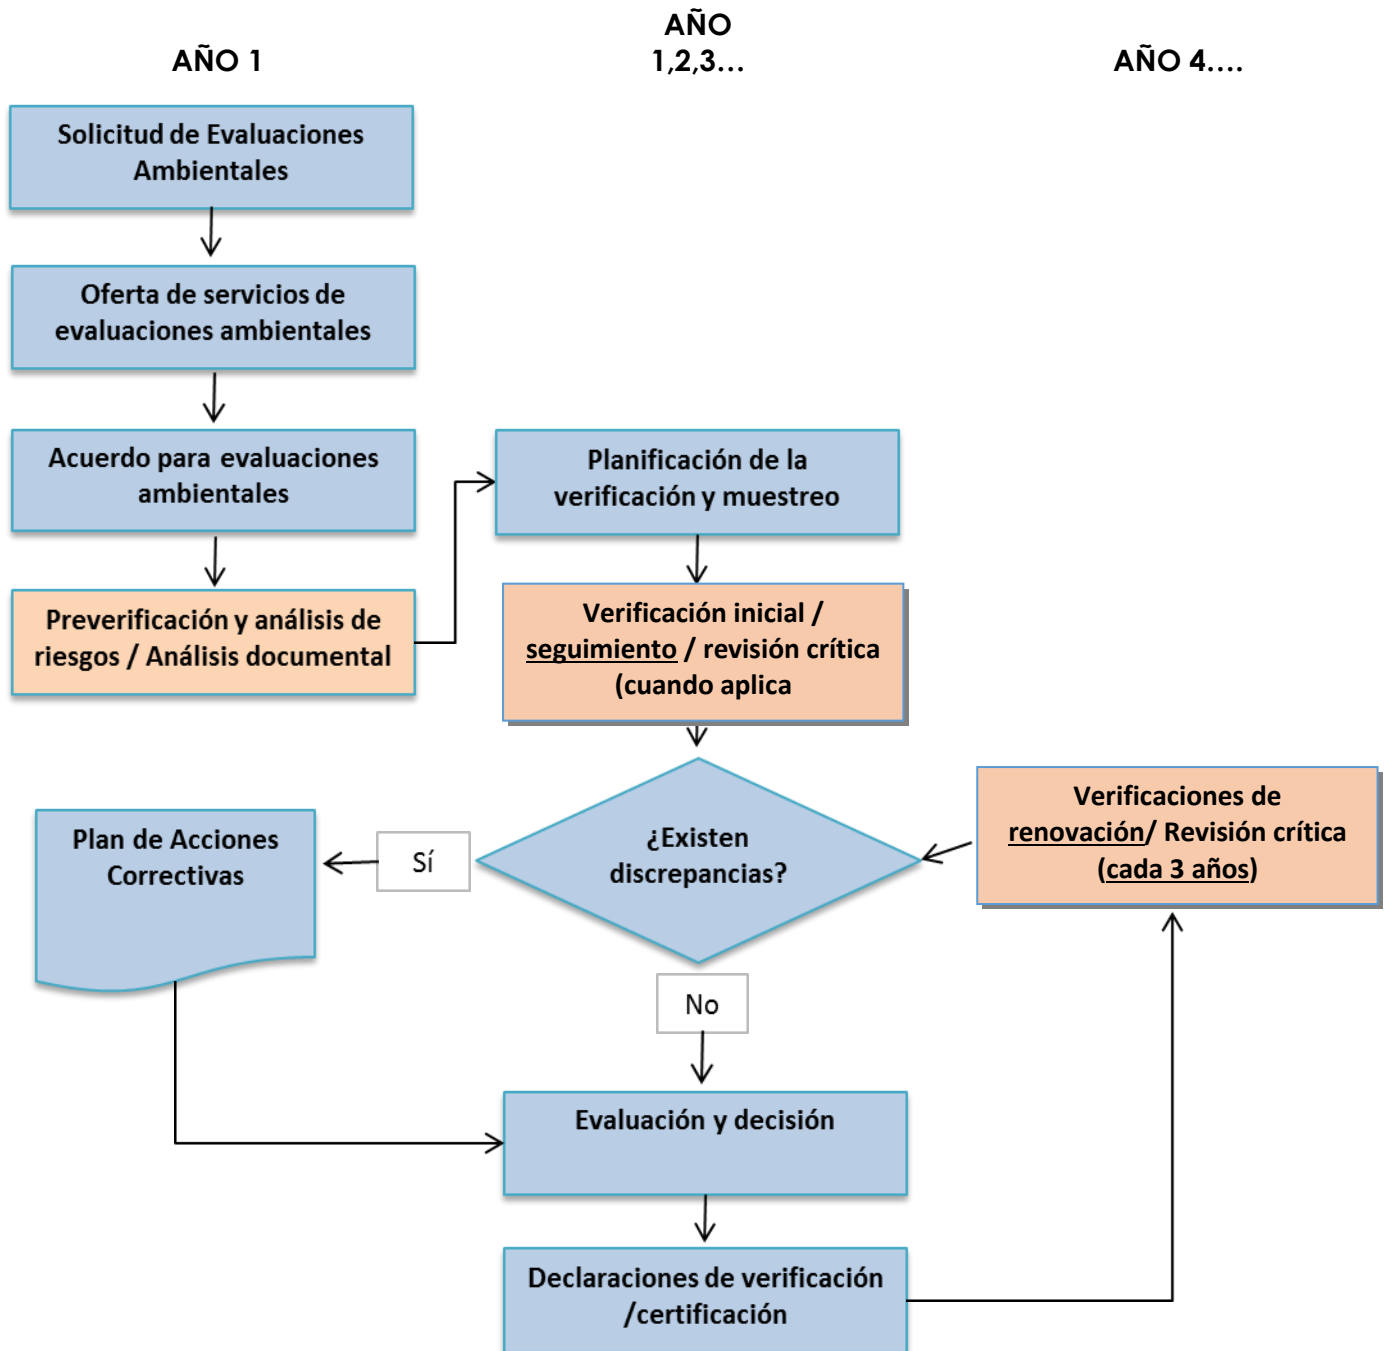 AÑO 1
AÑO
1,2,3...
AÑO 4....
Solicitud de Evaluaciones
Ambientales
Oferta de servicios de
evaluaciones ambientales
Acuerdo para evaluaciones
ambientales
Preverificación y análisis de
riesgos / Análisis documental
Planificación de la
verificación y muestreo
Verificación inicial /
seguimiento / revisión crítica
(cuando aplica
¿Existen
discrepancias?
Verificaciones de
renovación/ Revisión crítica
(cada 3 años)
Sí
Plan de Acciones
Correctivas
No
Evaluación y decisión
Declaraciones de verificación
/certificación